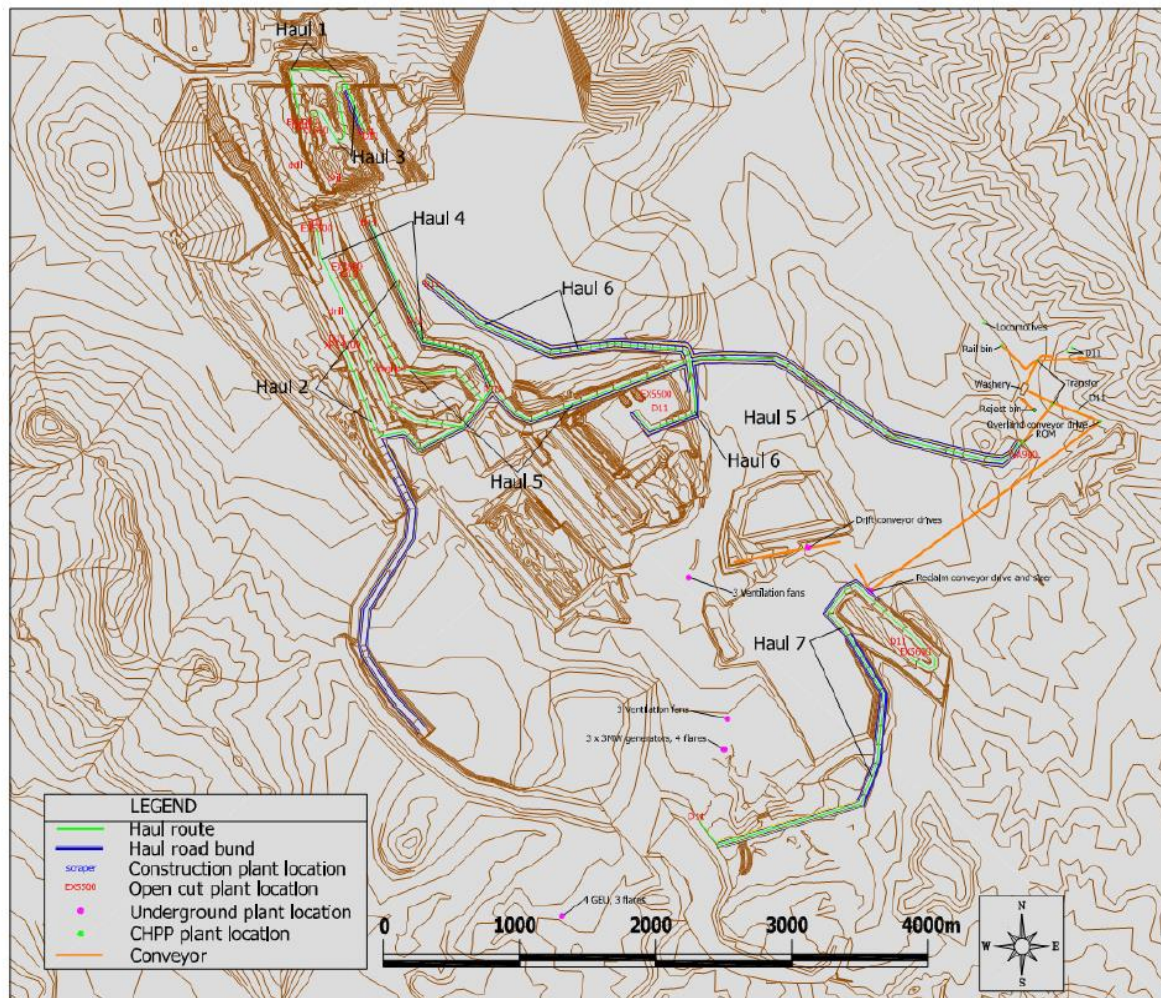 Haul 1
Haul 3
Haul 4
EX5500
drill
Haul 6
Haul 2
Locomotives
Rail bin
D11
Transfer
Washery
D11
Reject bin
Overland conveyor drive
ROM
EX5500
D11
Haul 5
Haul 6
Haul 5
Drift conveyor drives
3 Ventilation fans
Reclaim conveyor drive and sizer
Haul 7
D11
3 Ventilation fans
3 x 3MW generators, 4 flares
D11
4 GEU, 3 flares
LEGEND
Haul route
Haul road bund
scraper Construction plant location
EX5500 Open cut plant location
Underground plant location
CHPP plant location
Conveyor
0 1000 2000 3000 4000m
N
W E
S